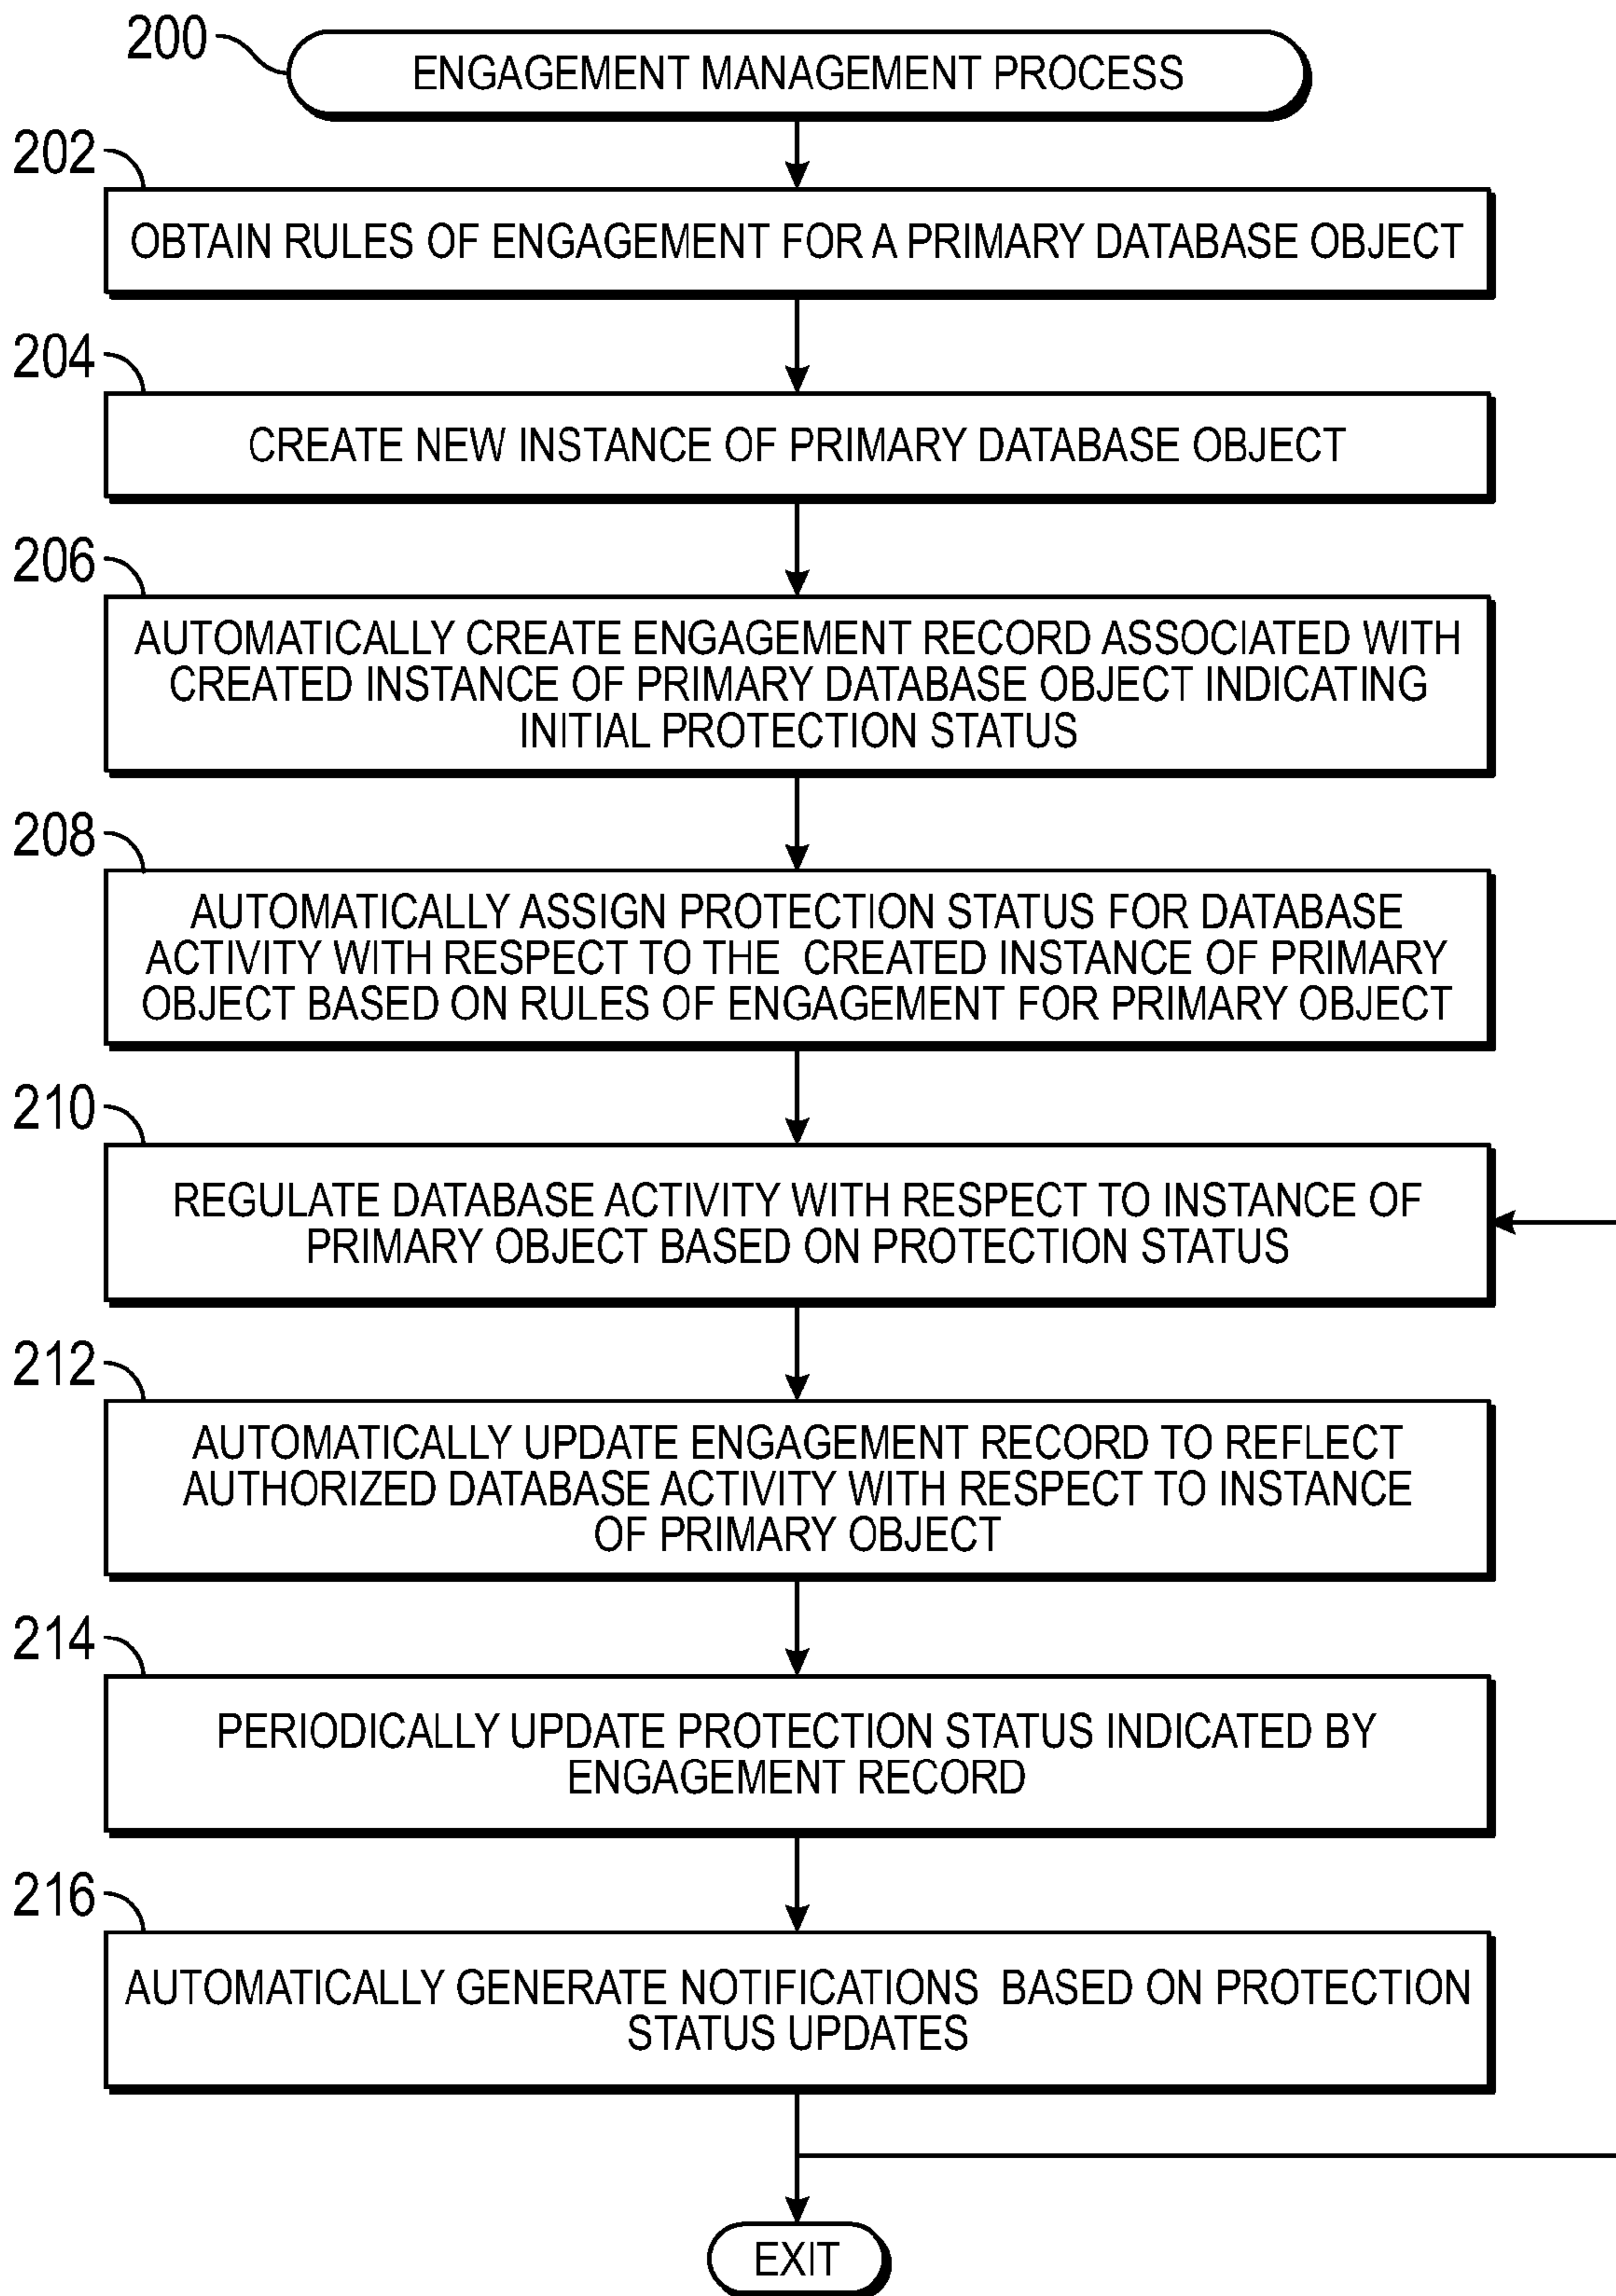 200
ENGAGEMENT MANAGEMENT PROCESS
202
OBTAIN RULES OF ENGAGEMENT FOR A PRIMARY DATABASE OBJECT
204
CREATE NEW INSTANCE OF PRIMARY DATABASE OBJECT
206
AUTOMATICALLY CREATE ENGAGEMENT RECORD ASSOCIATED WITH
CREATED INSTANCE OF PRIMARY DATABASE OBJECT INDICATING
INITIAL PROTECTION STATUS
208
AUTOMATICALLY ASSIGN PROTECTION STATUS FOR DATABASE
ACTIVITY WITH RESPECT TO THE CREATED INSTANCE OF PRIMARY
OBJECT BASED ON RULES OF ENGAGEMENT FOR PRIMARY OBJECT
210
REGULATE DATABASE ACTIVITY WITH RESPECT TO INSTANCE OF
PRIMARY OBJECT BASED ON PROTECTION STATUS
212
AUTOMATICALLY UPDATE ENGAGEMENT RECORD TO REFLECT
AUTHORIZED DATABASE ACTIVITY WITH RESPECT TO INSTANCE
OF PRIMARY OBJECT
214
PERIODICALLY UPDATE PROTECTION STATUS INDICATED BY
ENGAGEMENT RECORD
216
AUTOMATICALLY GENERATE NOTIFICATIONS BASED ON PROTECTION
STATUS UPDATES
EXIT